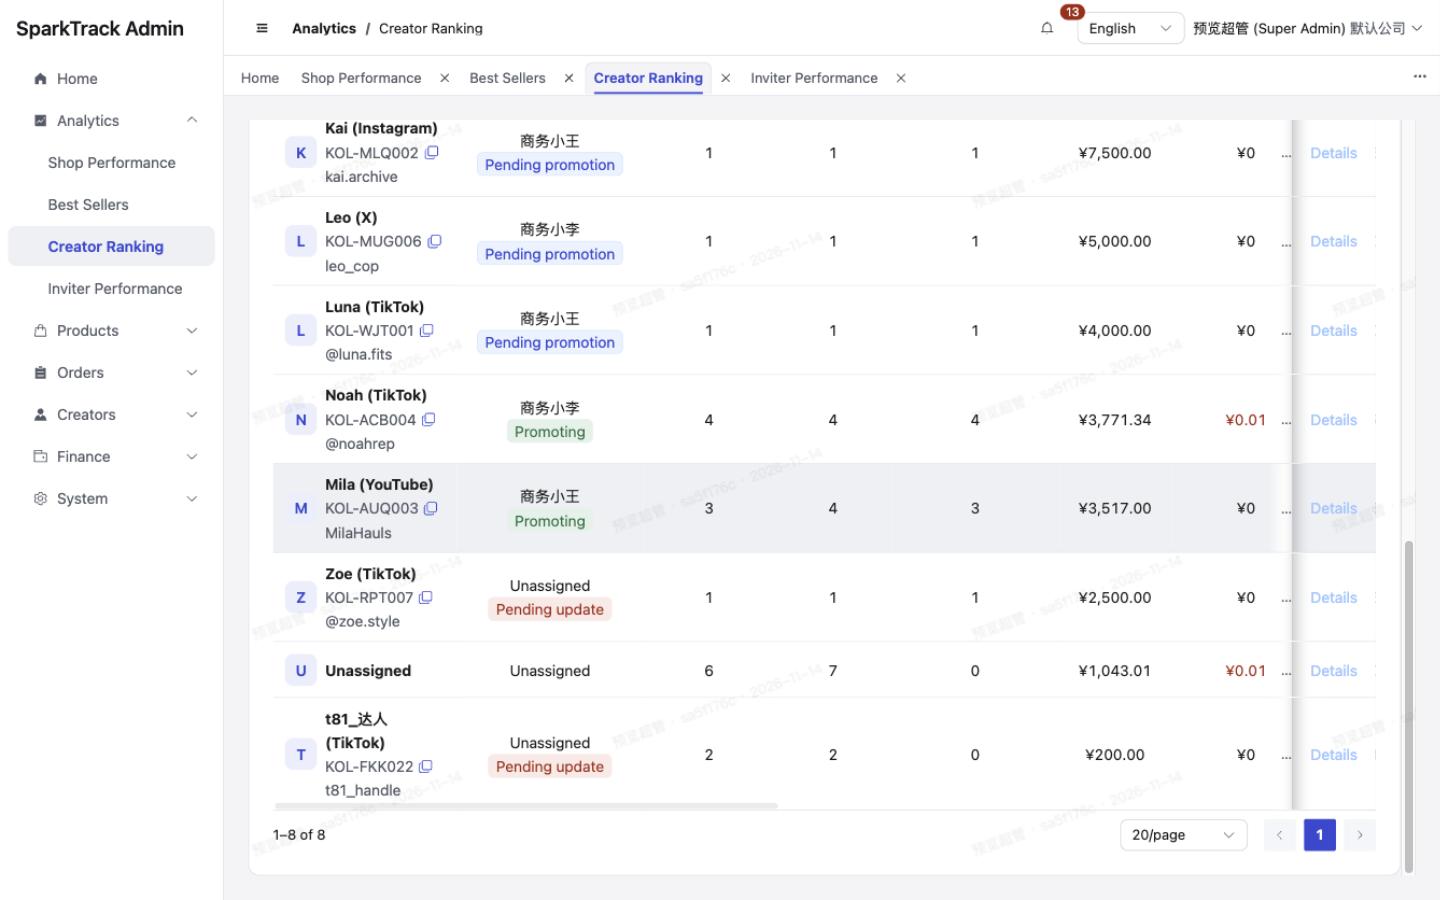 SparkTrack Admin
Analytics / Creator Ranking
13
English
预览超管 (Super Admin) 默认公司
Home
Shop Performance
Best Sellers
Creator Ranking
Inviter Performance
Home
Analytics
Shop Performance
Best Sellers
Creator Ranking
Inviter Performance
Products
Orders
Creators
Finance
System
K
Kai (Instagram)
KOL-MLQ002
kai.archive
商务小王
Pending promotion
1
1
1
¥7,500.00
¥0
...
Details
L
Leo (X)
KOL-MUG006
leo_cop
商务小李
Pending promotion
1
1
1
¥5,000.00
¥0
...
Details
L
Luna (TikTok)
KOL-WJT001
@luna.fits
商务小王
Pending promotion
1
1
1
¥4,000.00
¥0
...
Details
N
Noah (TikTok)
KOL-ACB004
@noahrep
商务小李
Promoting
4
4
4
¥3,771.34
¥0.01
...
Details
M
Mila (YouTube)
KOL-AUQ003
MilaHauls
商务小王
Promoting
3
4
3
¥3,517.00
¥0
...
Details
Z
Zoe (TikTok)
KOL-RPT007
@zoe.style
Unassigned
Pending update
1
1
1
¥2,500.00
¥0
...
Details
U
Unassigned
Unassigned
6
7
0
¥1,043.01
¥0.01
...
Details
T
t81_达人
(TikTok)
KOL-FKK022
t81_handle
Unassigned
Pending update
2
2
0
¥200.00
¥0
...
Details
1–8 of 8
20/page
1
预览超管 · sa5f176c · 2026-11-14